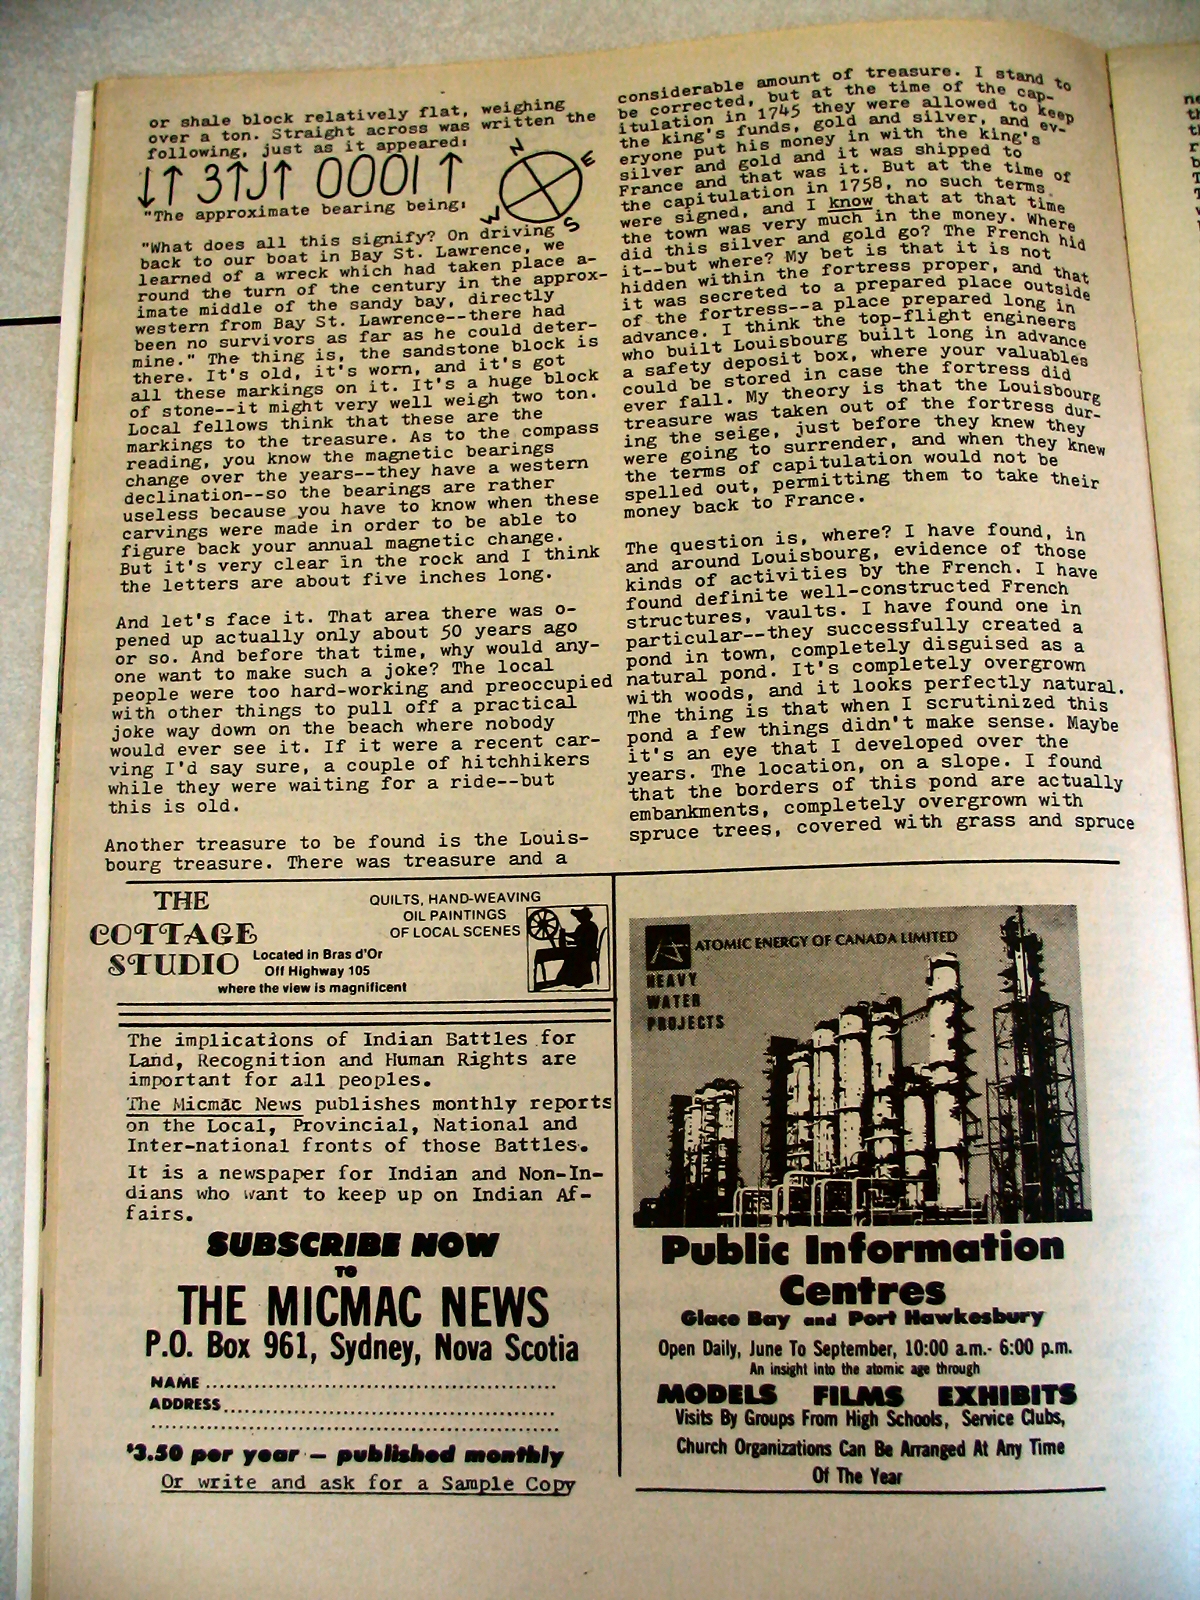 or shale block relatively flat, weighing
over a ton. Straight across was written the
following, just as it appeared:
↓↑ 3↑J↑ 0001 ↑
N
E
W
S
"The approximate bearing being:
"What does all this signify? On driving
back to our boat in Bay St. Lawrence, we
learned of a wreck which had taken place a-
round the turn of the century in the approx-
imate middle of the sandy bay, directly
western from Bay St. Lawrence--there had
been no survivors as far as he could deter-
mine." The thing is, the sandstone block is
there. It's old, it's worn, and it's got
all these markings on it. It's a huge block
of stone--it might very well weigh two ton.
Local fellows think that these are the
markings to the treasure. As to the compass
reading, you know the magnetic bearings
change over the years--they have a western
declination--so the bearings are rather
useless because you have to know when these
carvings were made in order to be able to
figure back your annual magnetic change.
But it's very clear in the rock and I think
the letters are about five inches long.
And let's face it. That area there was o-
pened up actually only about 50 years ago
or so. And before that time, why would any-
one want to make such a joke? The local
people were too hard-working and preoccupied
with other things to pull off a practical
joke way down on the beach where nobody
would ever see it. If it were a recent car-
ving I'd say sure, a couple of hitchhikers
while they were waiting for a ride--but
this is old.
Another treasure to be found is the Louis-
bourg treasure. There was treasure and a
considerable amount of treasure. I stand to
be corrected, but at the time of the cap-
itulation in 1745 they were allowed to keep
the king's funds, gold and silver, and ev-
eryone put his money in with the king's
silver and gold and it was shipped to
France and that was it. But at the time of
the capitulation in 1758, no such terms
were signed, and I know that at that time
the town was very much in the money. Where
did this silver and gold go? The French hid
it--but where? My bet is that it is not
hidden within the fortress proper, and that
it was secreted to a prepared place outside
of the fortress--a place prepared long in
advance. I think the top-flight engineers
who built Louisbourg built long in advance
a safety deposit box, where your valuables
could be stored in case the fortress did
ever fall. My theory is that the Louisbourg
treasure was taken out of the fortress dur-
ing the seige, just before they knew they
were going to surrender, and when they knew
the terms of capitulation would not be
spelled out, permitting them to take their
money back to France.
The question is, where? I have found, in
and around Louisbourg, evidence of those
kinds of activities by the French. I have
found definite well-constructed French
structures, vaults. I have found one in
particular--they successfully created a
pond in town, completely disguised as a
natural pond. It's completely overgrown
with woods, and it looks perfectly natural.
The thing is that when I scrutinized this
pond a few things didn't make sense. Maybe
it's an eye that I developed over the
years. The location, on a slope. I found
that the borders of this pond are actually
embankments, completely overgrown with
spruce trees, covered with grass and spruce
THE
COTTAGE
STUDIO
QUILTS, HAND-WEAVING
OIL PAINTINGS
OF LOCAL SCENES
Located in Bras d'Or
Off Highway 105
where the view is magnificent
The implications of Indian Battles for
Land, Recognition and Human Rights are
important for all peoples.
The Micmac News publishes monthly reports
on the Local, Provincial, National and
Inter-national fronts of those Battles.
It is a newspaper for Indian and Non-In-
dians who want to keep up on Indian Af-
fairs.
SUBSCRIBE NOW
TO
THE MICMAC NEWS
P.O. Box 961, Sydney, Nova Scotia
NAME
ADDRESS
$3.50 per year — published monthly
Or write and ask for a Sample Copy
ATOMIC ENERGY OF CANADA LIMITED
HEAVY
WATER
PROJECTS
Public Information
Centres
Glace Bay and Port Hawkesbury
Open Daily, June To September, 10:00 a.m.- 6:00 p.m.
An insight into the atomic age through
MODELS FILMS EXHIBITS
Visits By Groups From High Schools, Service Clubs,
Church Organizations Can Be Arranged At Any Time
Of The Year